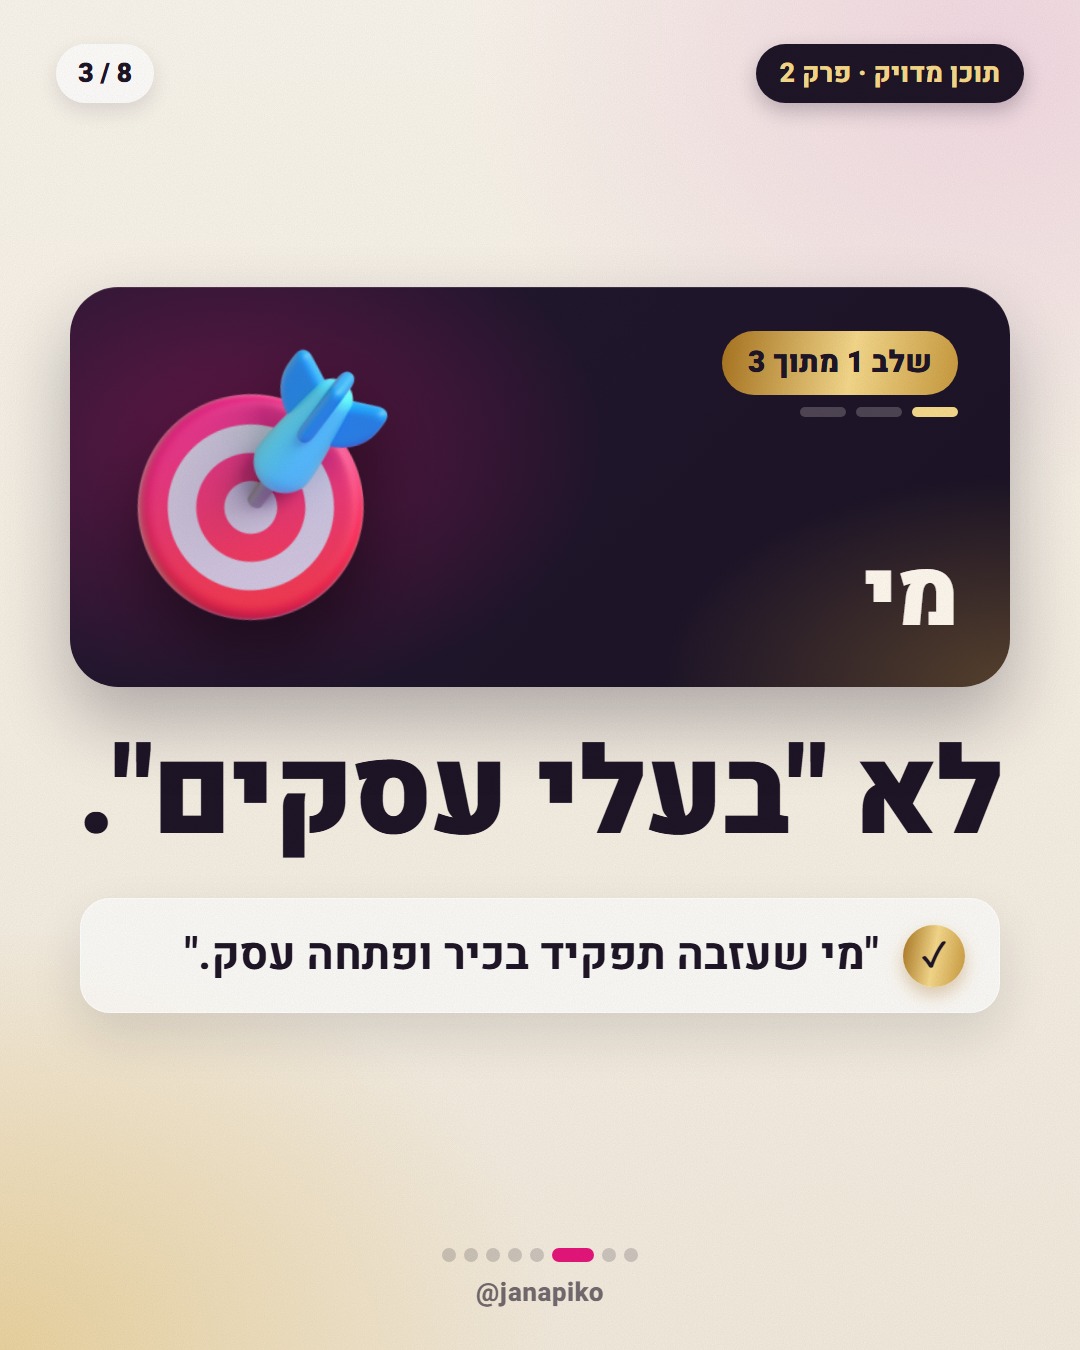 תוכן מדויק · פרק 2
3 / 8
שלב 1 מתוך 3
מי
לא "בעלי עסקים".
✓ "מי שעזבה תפקיד בכיר ופתחה עסק."
@janapiko